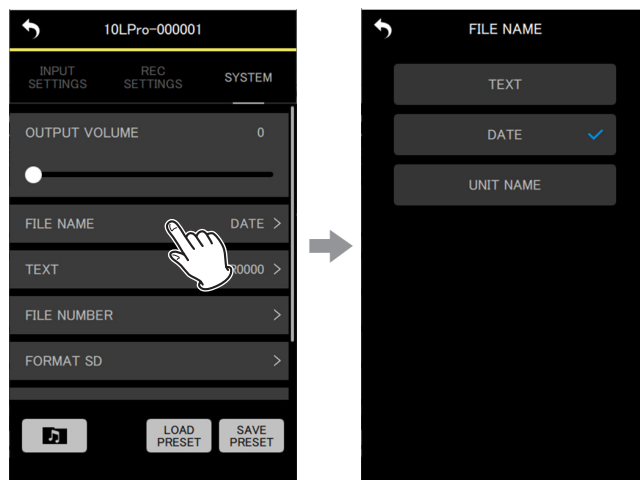 10LPro-000001
INPUT
SETTINGS
REC
SETTINGS
SYSTEM
OUTPUT VOLUME 0
FILE NAME DATE >
TEXT 0000 >
FILE NUMBER >
FORMAT SD >
LOAD
PRESET
SAVE
PRESET
FILE NAME
TEXT
DATE
UNIT NAME